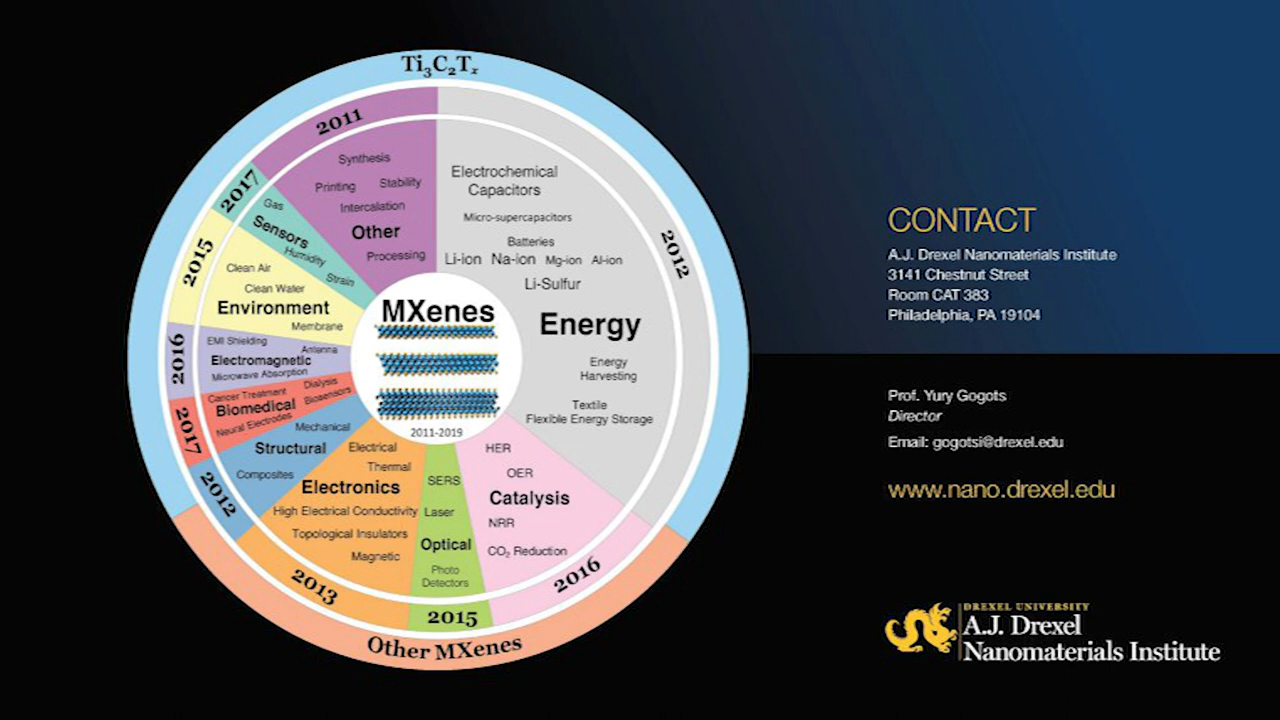 Ti₃C₂Tₓ
2011
Synthesis
Printing Stability
Intercalation
Other
Processing
2012
Electrochemical
Capacitors
Micro-supercapacitors
Batteries
Li-ion Na-ion Mg-ion Al-ion
Li-Sulfur
Energy
Energy
Harvesting
Textile
Flexible Energy Storage
2017
Gas
Sensors
Humidity
Strain
2015
Clean Air
Clean Water
Environment
Membrane
2016
EMI Shielding
Antenna
Electromagnetic
Microwave Absorption
2017
Cancer Treatment
Dialysis
Biomedical
Biosensors
Neural Electrodes
2012
Mechanical
Structural
Composites
2013
Electrical
Thermal
Electronics
High Electrical Conductivity
Topological Insulators
Magnetic
2015
SERS
Laser
Optical
Photo
Detectors
2016
HER
OER
Catalysis
NRR
CO₂ Reduction
MXenes
2011-2019
Other MXenes
CONTACT
A.J. Drexel Nanomaterials Institute
3141 Chestnut Street
Room CAT 383
Philadelphia, PA 19104
Prof. Yury Gogots
Director
Email: gogotsi@drexel.edu
www.nano.drexel.edu
DREXEL UNIVERSITY
A.J. Drexel
Nanomaterials Institute